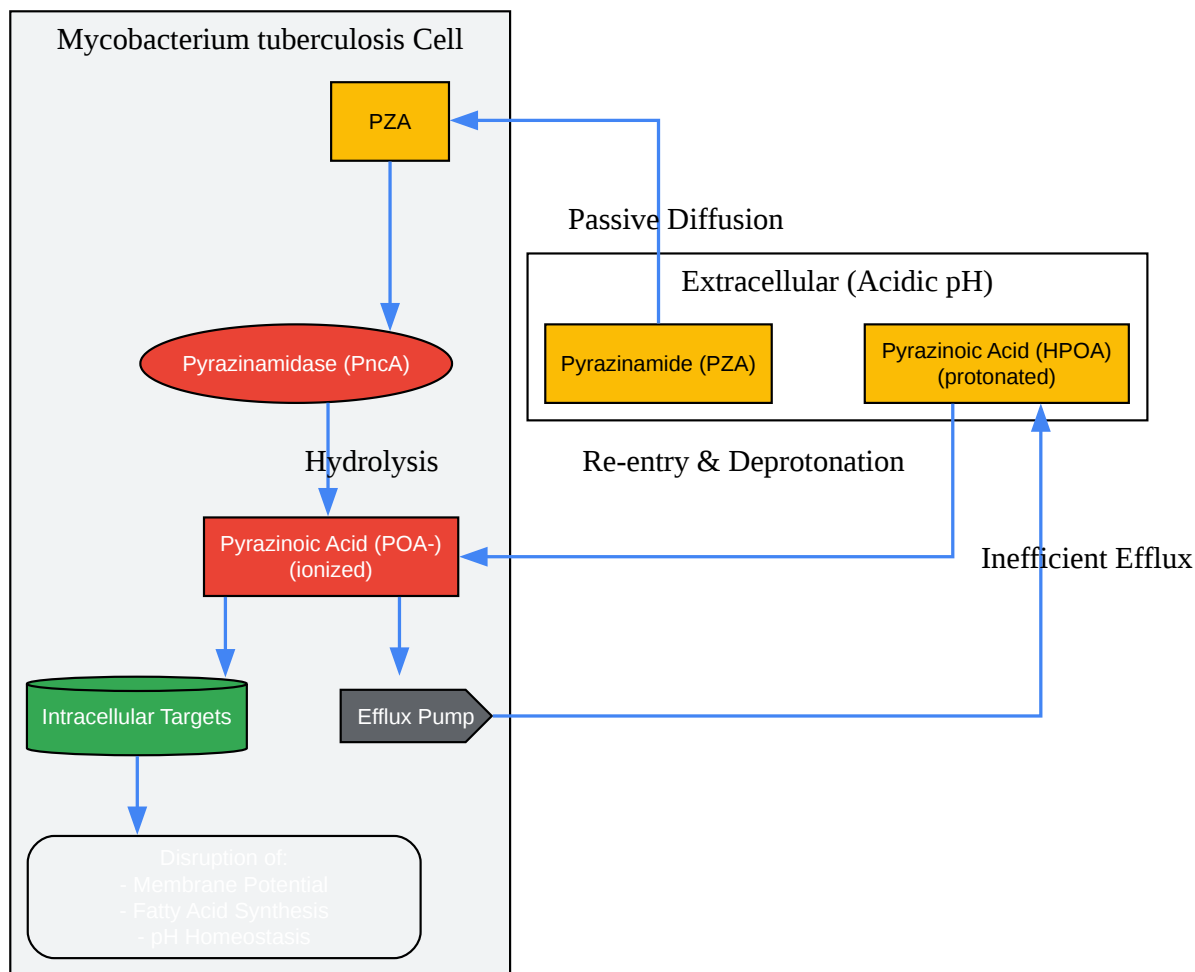 Mycobacterium tuberculosis Cell
PZA
Passive Diffusion
Extracellular (Acidic pH)
Pyrazinamidase (PncA)
Pyrazinamide (PZA)
Pyrazinoic Acid (HPOA)
(protonated)
Hydrolysis
Re-entry & Deprotonation
Pyrazinoic Acid (POA-)
(ionized)
Inefficient Efflux
Intracellular Targets
Efflux Pump
Disruption of:
- Membrane Potential
- Fatty Acid Synthesis
- pH Homeostasis